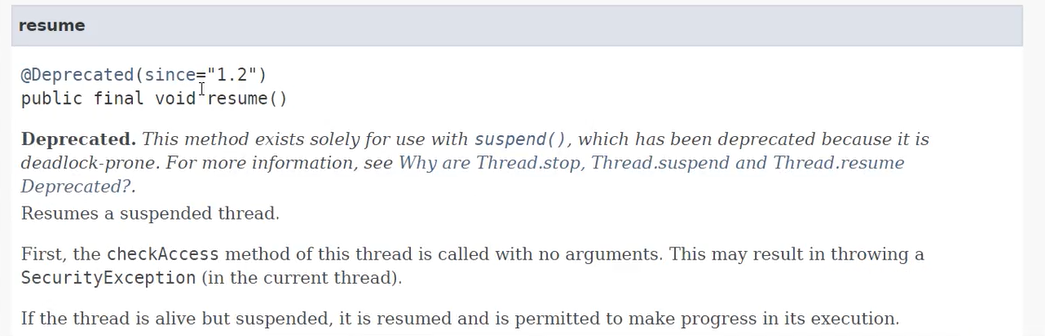 resume
@Deprecated(since="1.2")
public final void resume()
Deprecated. This method exists solely for use with suspend(), which has been deprecated because it is
deadlock-prone. For more information, see Why are Thread.stop, Thread.suspend and Thread.resume
Deprecated?.
Resumes a suspended thread.
First, the checkAccess method of this thread is called with no arguments. This may result in throwing a
SecurityException (in the current thread).
If the thread is alive but suspended, it is resumed and is permitted to make progress in its execution.